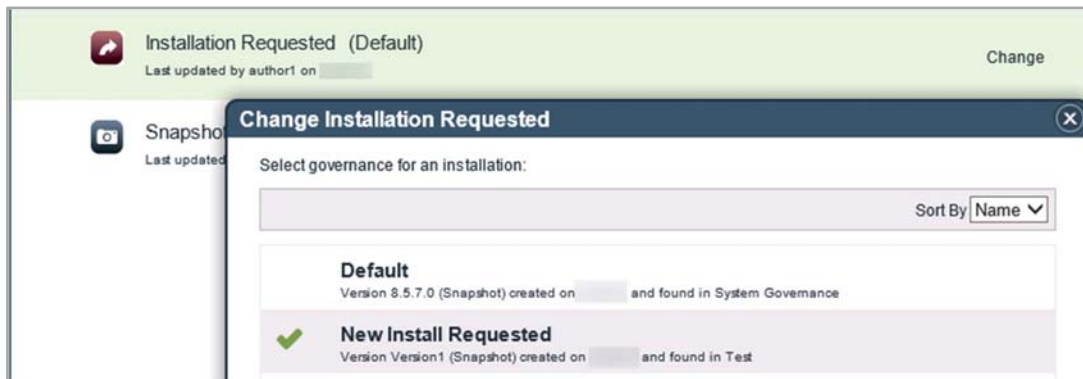 Installation Requested (Default)
Last updated by author1 on
Change
Snapshot
Last updated
Change Installation Requested
Select governance for an installation:
Sort By Name
Default
Version 8.5.7.0 (Snapshot) created on and found in System Governance
New Install Requested
Version Version1 (Snapshot) created on and found in Test